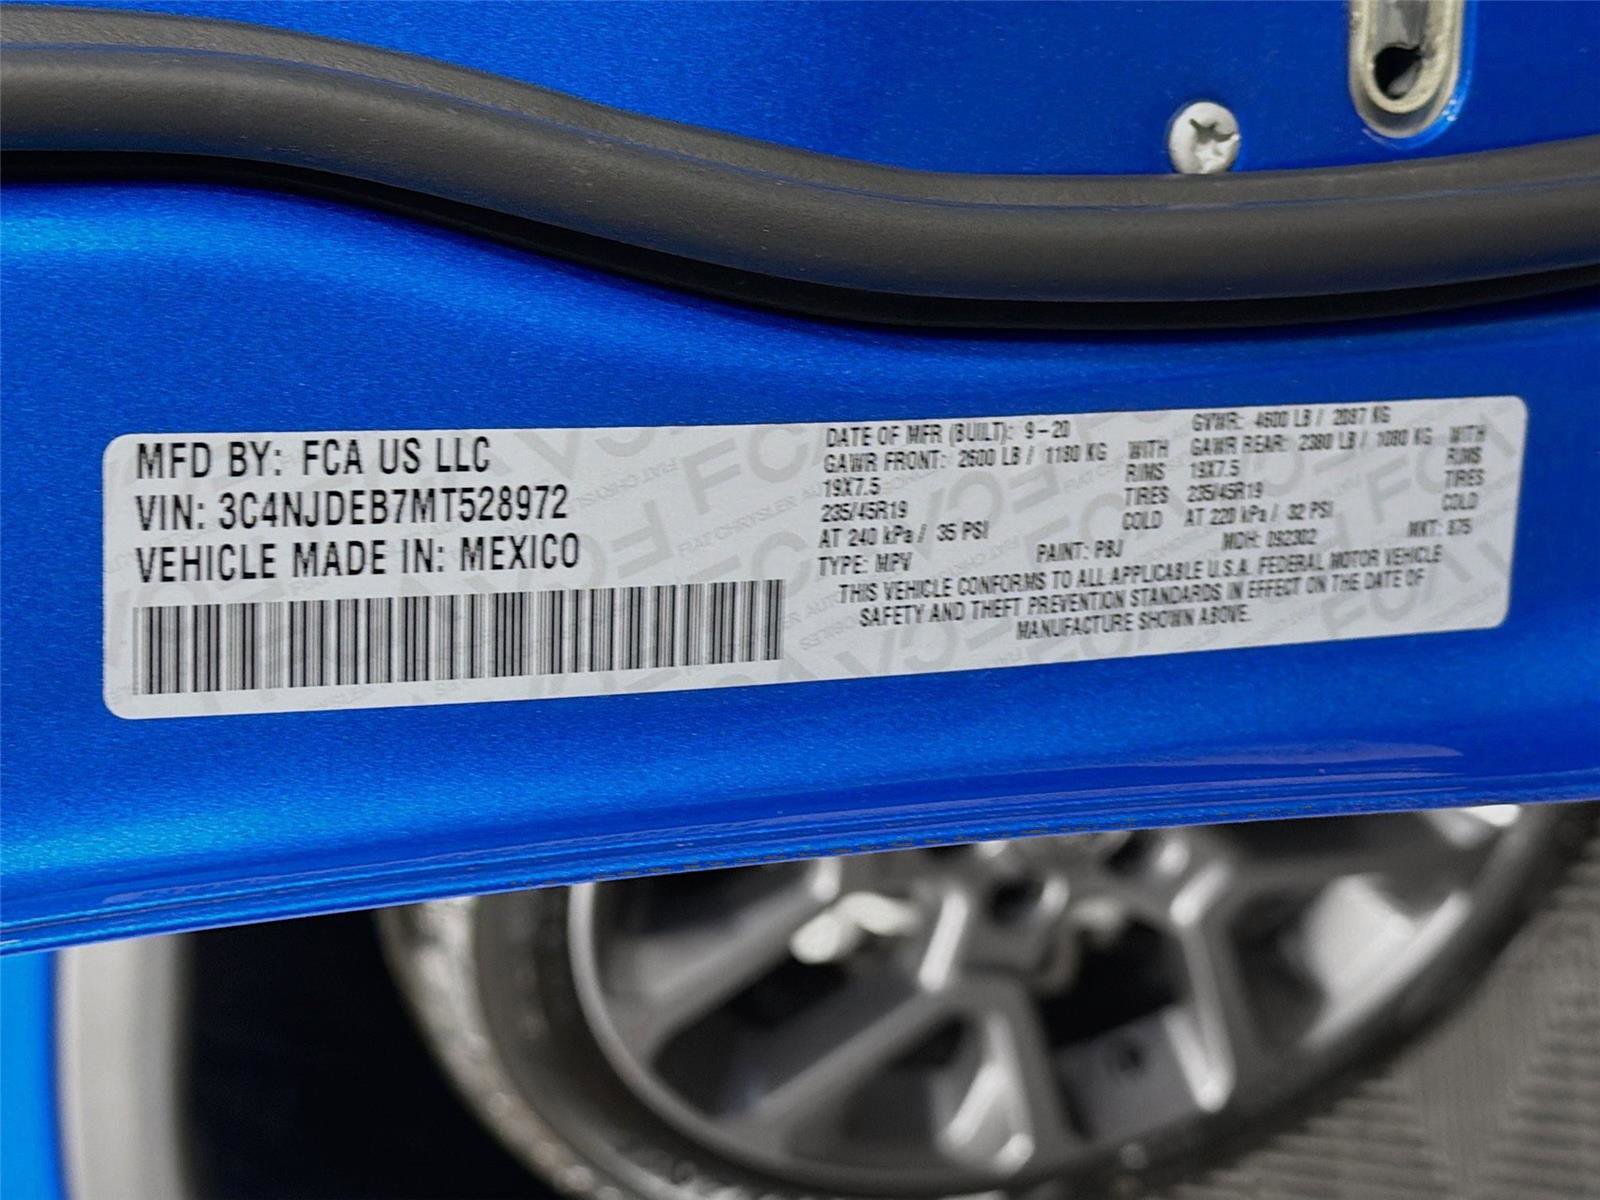 MFD BY: FCA US LLC
VIN: 3C4NJDEB7MT528972
VEHICLE MADE IN: MEXICO
DATE OF MFR (BUILT): 9-20
GVWR: 4600 LB / 2087 KG
GAWR FRONT: 2600 LB / 1180 KG WITH
19X7.5 RIMS
235/45R19 TIRES
AT 240 kPa / 35 PSI COLD
GAWR REAR: 2380 LB / 1080 KG WITH
19X7.5 RIMS
235/45R19 TIRES
AT 220 kPa / 32 PSI COLD
TYPE: MPV PAINT: PBJ MDH: 092302 MKT: 875
THIS VEHICLE CONFORMS TO ALL APPLICABLE U.S.A. FEDERAL MOTOR VEHICLE
SAFETY AND THEFT PREVENTION STANDARDS IN EFFECT ON THE DATE OF
MANUFACTURE SHOWN ABOVE.